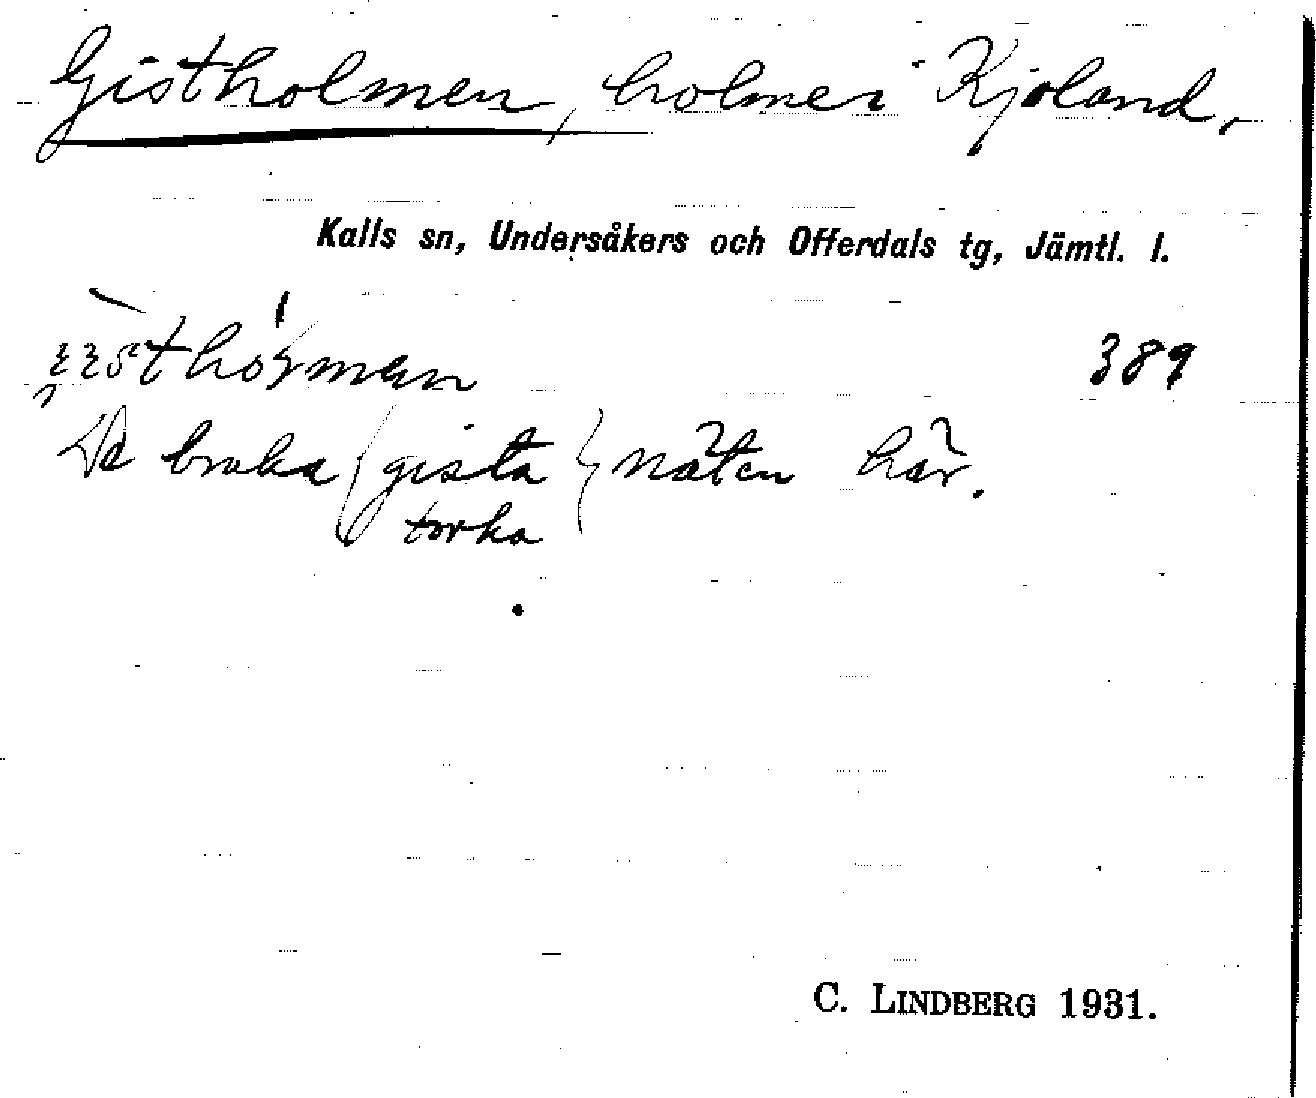 Gistholmen, holme i Kjoland,
Kalls sn, Undersåkers och Offerdals tg, Jämtl. l.
389
De bruka { gista } näten här.
torka
C. LINDBERG 1931.